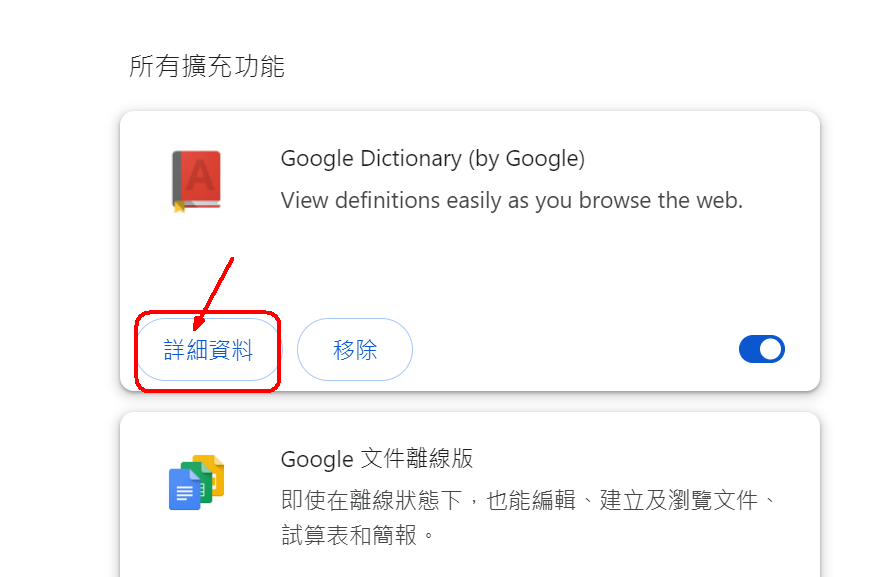 所有擴充功能
Google Dictionary (by Google)
View definitions easily as you browse the web.
詳細資料
移除
Google 文件離線版
即使在離線狀態下，也能編輯、建立及瀏覽文件、
試算表和簡報。